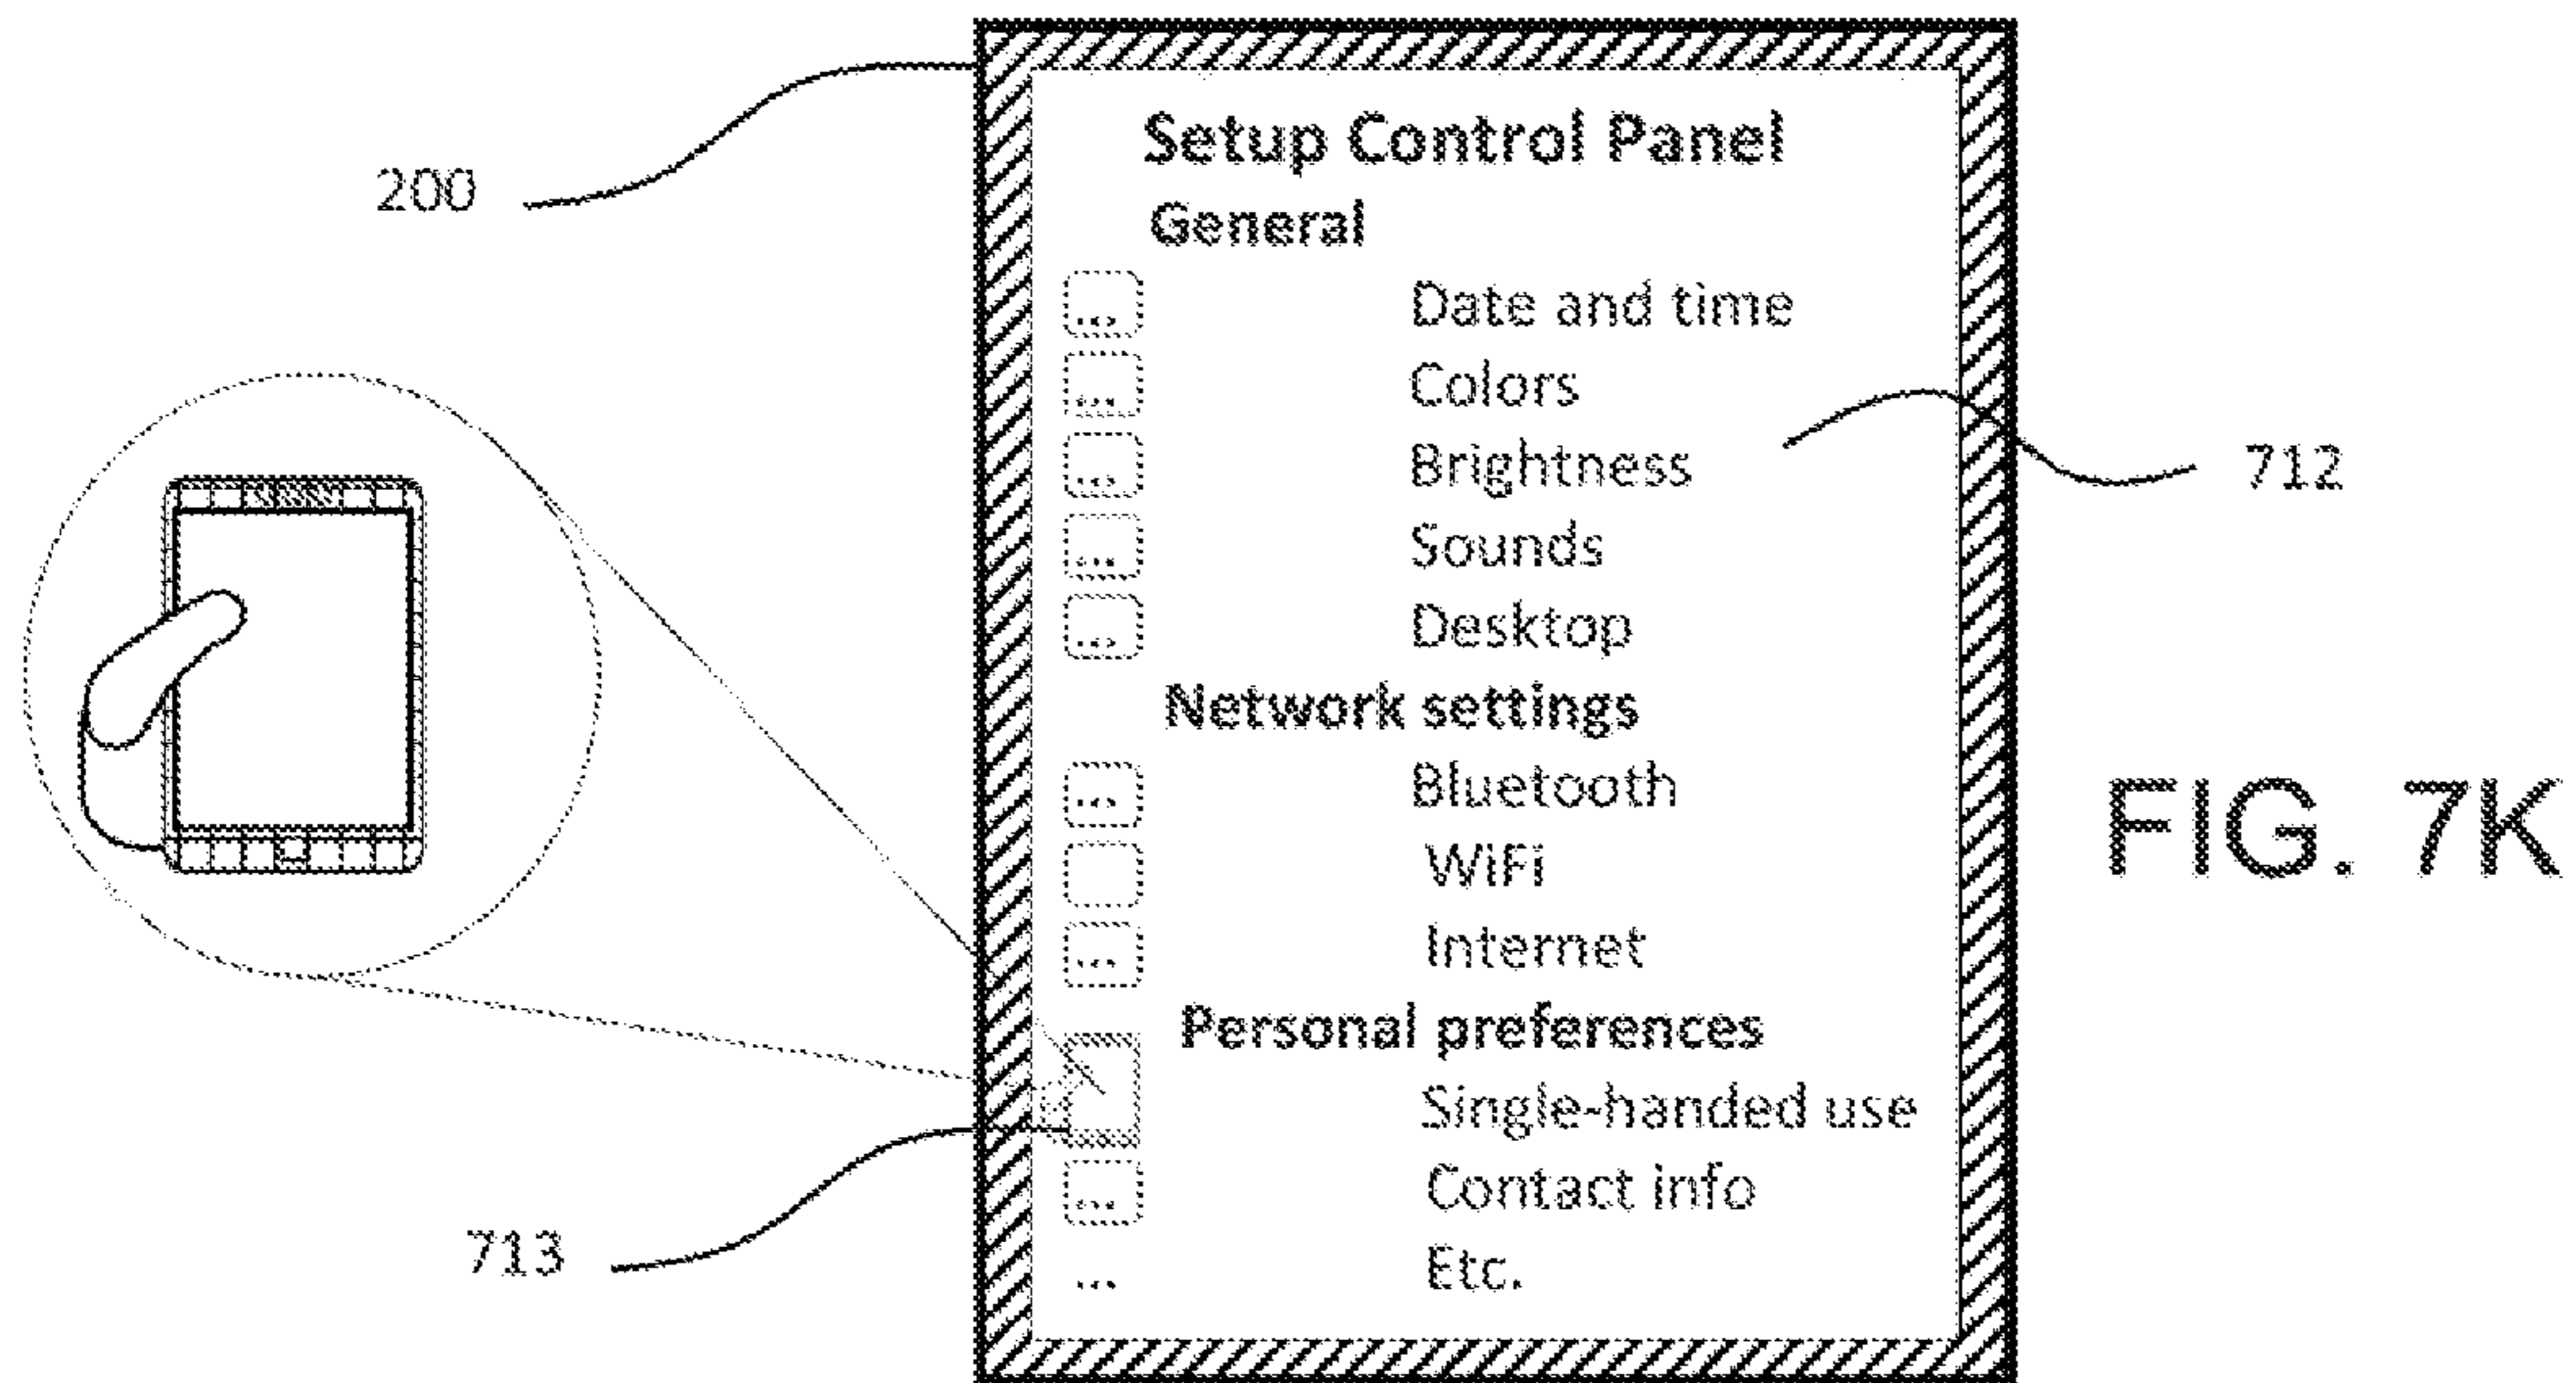 Setup Control Panel
200
General
Date and time
Colors
Brightness
712
Sounds
Desktop
Network settings
Bluetooth
FIG. 7K
WiFi
Internet
Personal preferences
Single-handed use
Contact info
713
... Etc.